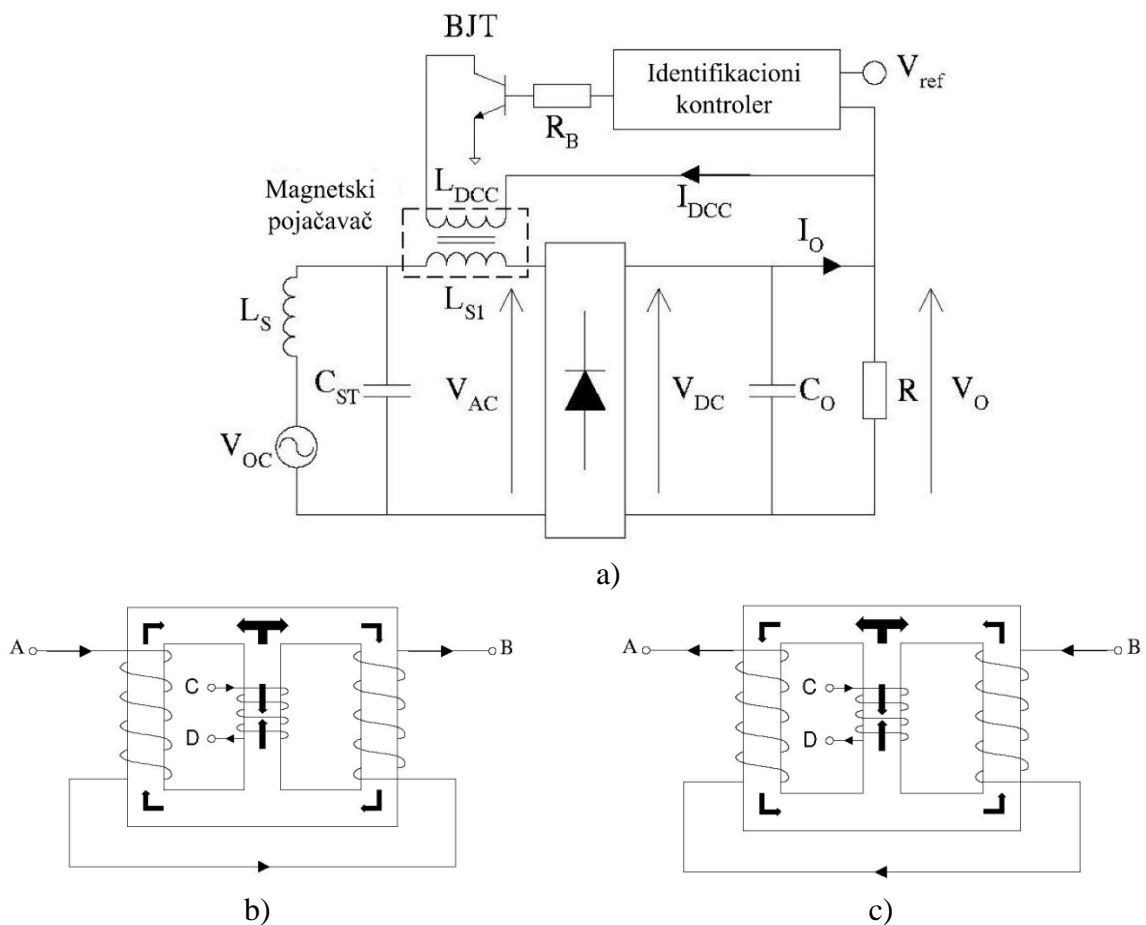 BJT
Identifikacioni
kontroler
V_ref
R_B
Magnetski
pojačavač
L_DCC
I_DCC
I_O
L_S1
L_S
C_ST
V_AC
V_DC
C_O
R
V_O
V_OC
a)
A
B
C
D
A
B
C
D
b)
c)